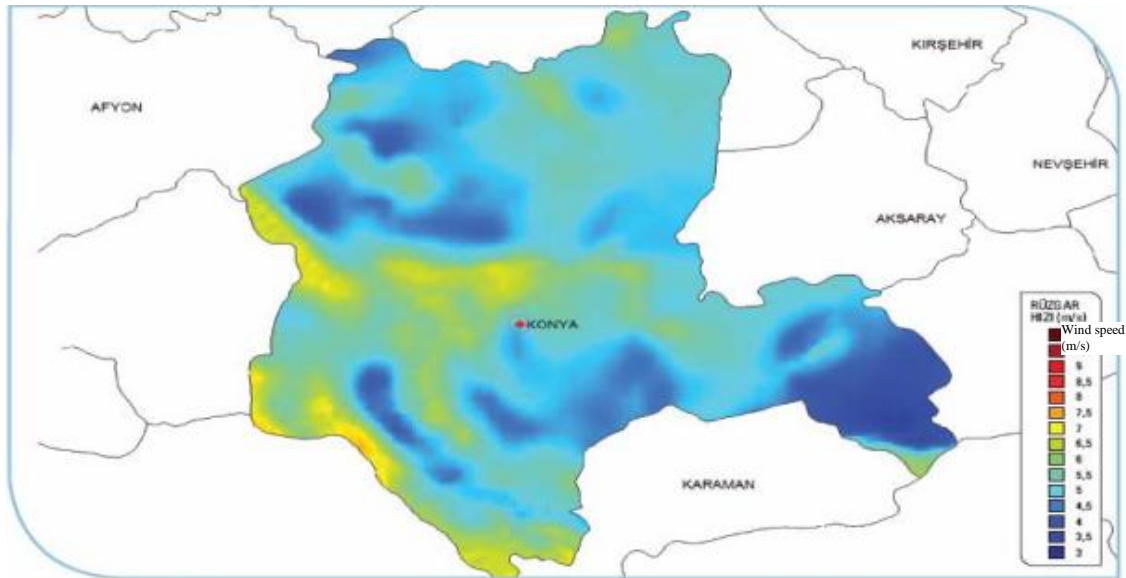 KIRŞEHİR
AFYON
NEVŞEHİR
AKSARAY
KONYA
KARAMAN
RÜZGAR
HIZI (m/s)
Wind speed
(m/s)
9
8,5
8
7,5
7
6,5
6
5,5
5
4,5
4
3,5
3